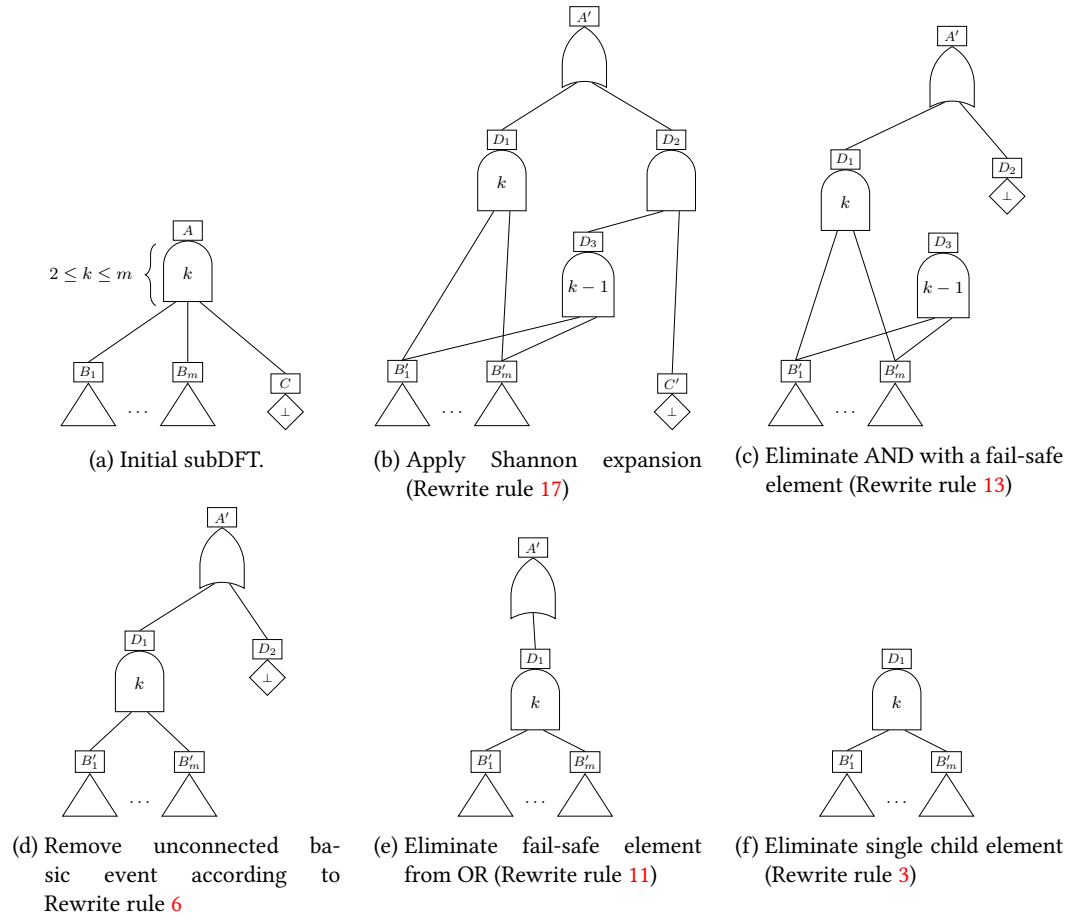 A'
D₁
D₂
k
D₃
k − 1
B'₁
B'ₘ
C'
. . .
⊥
A
2 ≤ k ≤ m
k
B₁
Bₘ
C
. . .
⊥
A'
D₁
D₂
k
⊥
D₃
k − 1
B'₁
B'ₘ
. . .
(a) Initial subDFT.
(b) Apply Shannon expansion
(Rewrite rule 17)
(c) Eliminate AND with a fail-safe
element (Rewrite rule 13)
A'
D₁
D₂
k
⊥
B'₁
B'ₘ
. . .
A'
D₁
k
B'₁
B'ₘ
. . .
D₁
k
B'₁
B'ₘ
. . .
(d) Remove unconnected ba-
sic event according to
Rewrite rule 6
(e) Eliminate fail-safe element
from OR (Rewrite rule 11)
(f) Eliminate single child element
(Rewrite rule 3)